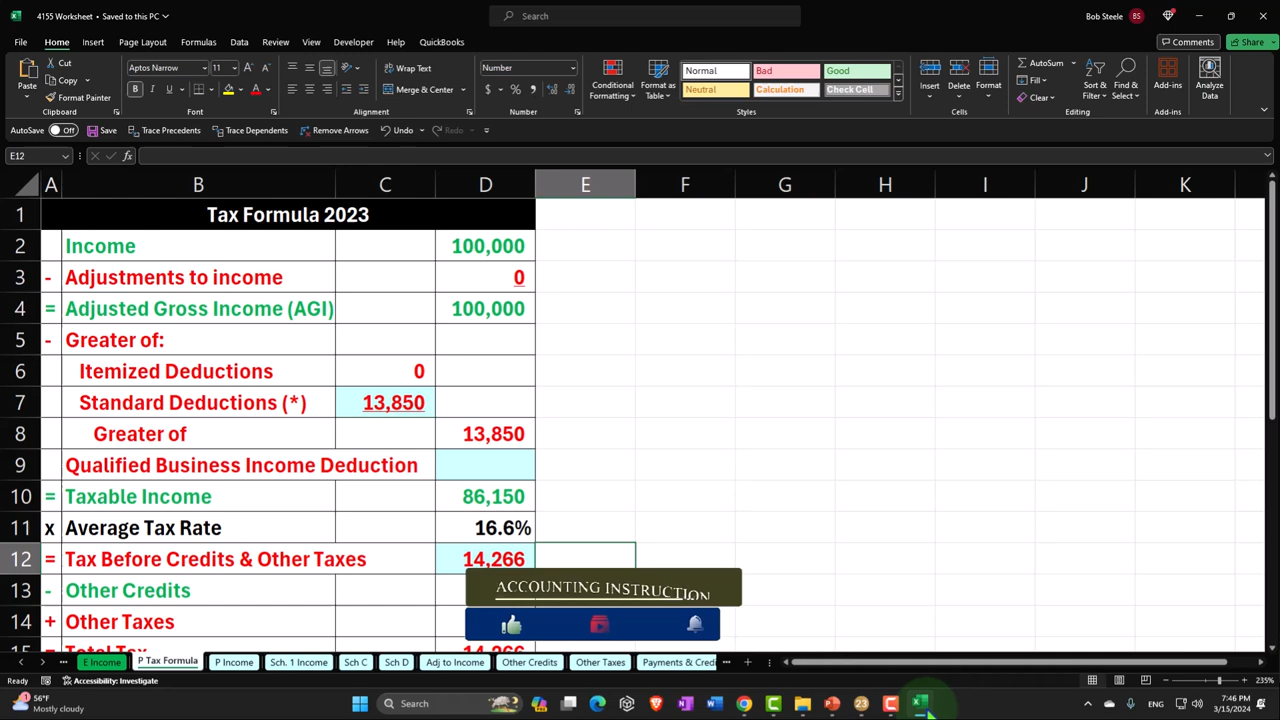 4155 Worksheet • Saved to this PC
Search
Bob Steele BS
File Home Insert Page Layout Formulas Data Review View Developer Help QuickBooks
Comments Share
Paste
Cut
Copy
Format Painter
Clipboard
Aptos Narrow 11
Font
Wrap Text
Merge & Center
Alignment
Number
Number
Conditional
Formatting
Format as
Table
Normal Bad Good
Neutral Calculation Check Cell
Styles
Insert Delete Format
Cells
AutoSum
Fill
Clear
Sort &
Filter
Find &
Select
Editing
Add-ins
Add-ins
Analyze
Data
AutoSave Off Save Trace Precedents Trace Dependents Remove Arrows Undo Redo
E12 fx
A B C D E F G H I J K
1 Tax Formula 2023
2 Income 100,000
3 - Adjustments to income 0
4 = Adjusted Gross Income (AGI) 100,000
5 - Greater of:
6 Itemized Deductions 0
7 Standard Deductions (*) 13,850
8 Greater of 13,850
9 Qualified Business Income Deduction
10 = Taxable Income 86,150
11 x Average Tax Rate 16.6%
12 = Tax Before Credits & Other Taxes 14,266
13 - Other Credits
14 + Other Taxes
ACCOUNTING INSTRUCTION
E Income P Tax Formula P Income Sch. 1 Income Sch C Sch D Adj to Income Other Credits Other Taxes
Ready Accessibility: Investigate 235%
56°F
Mostly cloudy
Search
23
ENG
7:46 PM
3/15/2024